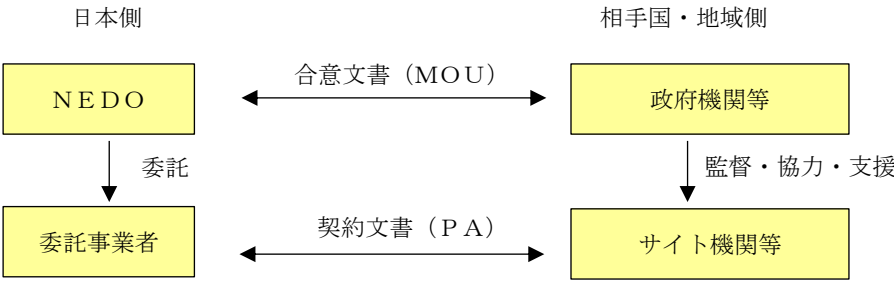 日本側
相手国・地域側
合意文書（ＭＯＵ）
ＮＥＤＯ
政府機関等
委託
監督・協力・支援
契約文書（ＰＡ）
委託事業者
サイト機関等